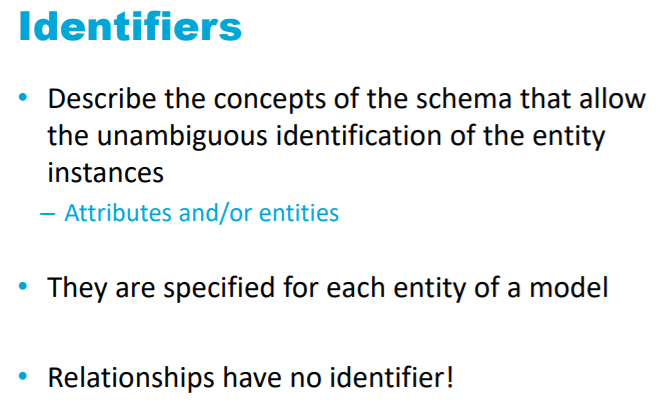 Identifiers
• Describe the concepts of the schema that allow
the unambiguous identification of the entity
instances
– Attributes and/or entities
• They are specified for each entity of a model
• Relationships have no identifier!